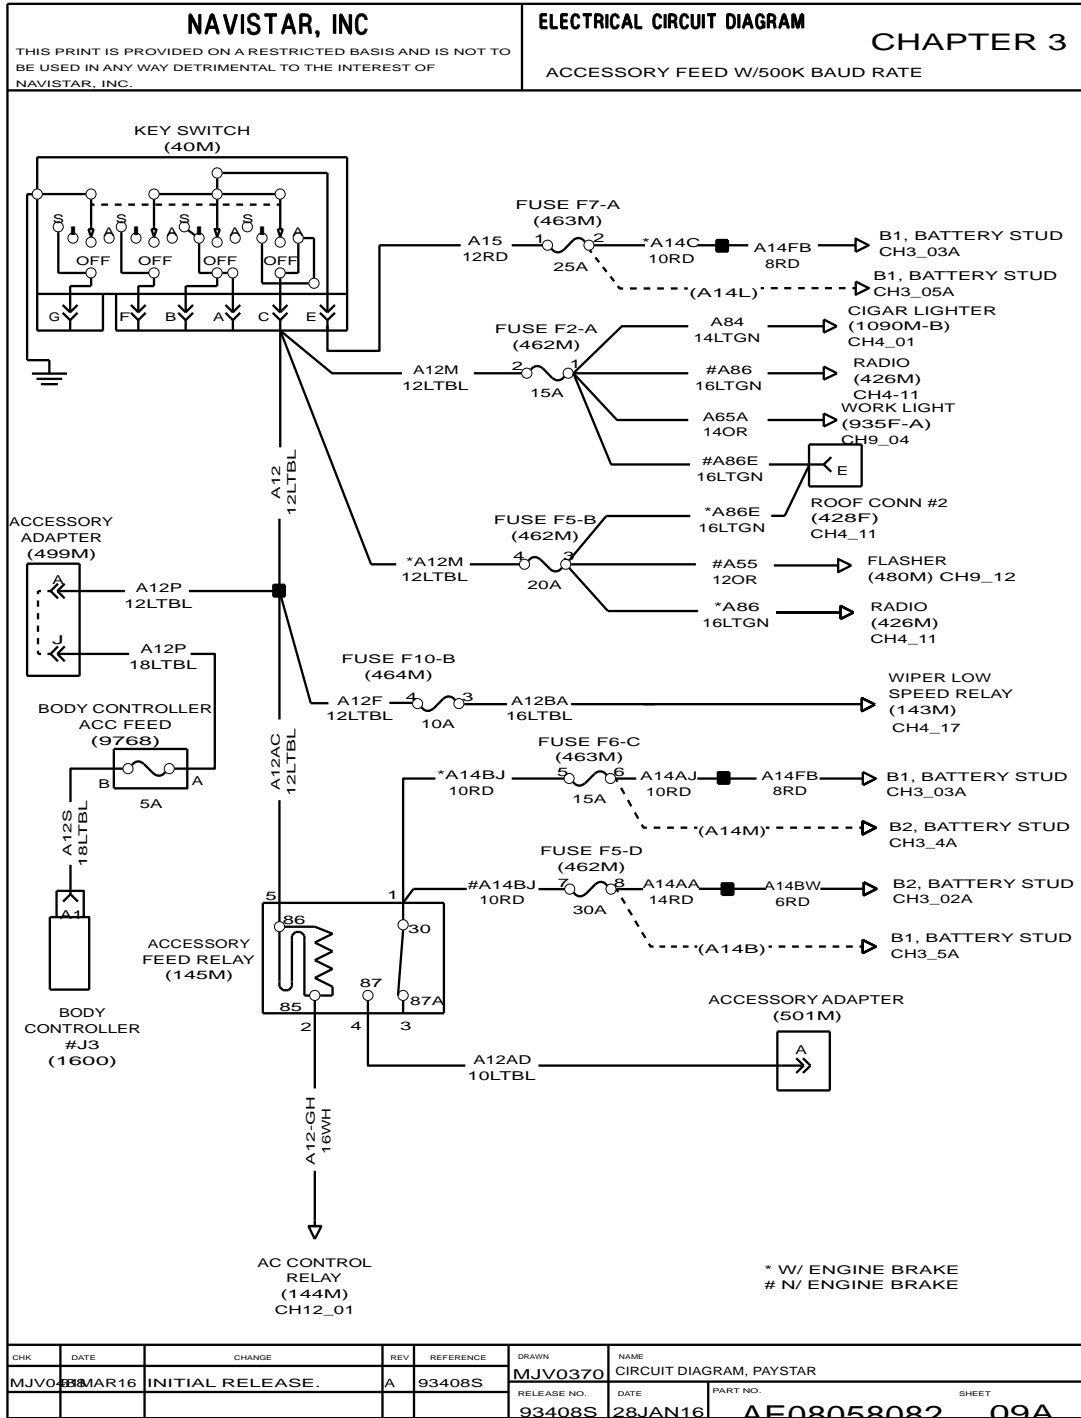 NAVISTAR, INC
THIS PRINT IS PROVIDED ON A RESTRICTED BASIS AND IS NOT TO
BE USED IN ANY WAY DETRIMENTAL TO THE INTEREST OF
NAVISTAR, INC.
ELECTRICAL CIRCUIT DIAGRAM
CHAPTER 3
ACCESSORY FEED W/500K BAUD RATE
KEY SWITCH
(40M)
S I A S I A S I A S I A
OFF OFF OFF OFF
G F B A C E
A15
12RD
FUSE F7-A
(463M)
1 2
25A
*A14C
10RD
A14FB
8RD
B1, BATTERY STUD
CH3_03A
(A14L)
B1, BATTERY STUD
CH3_05A
A12M
12LTBL
FUSE F2-A
(462M)
2 1
15A
A84
14LTGN
CIGAR LIGHTER
(1090M-B)
CH4_01
#A86
16LTGN
RADIO
(426M)
CH4-11
A65A
14OR
WORK LIGHT
(935F-A)
CH9_04
#A86E
16LTGN
E
ROOF CONN #2
(428F)
CH4_11
*A86E
16LTGN
A12
12LTBL
*A12M
12LTBL
FUSE F5-B
(462M)
4 3
20A
#A55
12OR
FLASHER
(480M) CH9_12
*A86
16LTGN
RADIO
(426M)
CH4_11
ACCESSORY
ADAPTER
(499M)
A
J
A12P
12LTBL
A12P
18LTBL
A12F
12LTBL
FUSE F10-B
(464M)
4 3
10A
A12BA
16LTBL
WIPER LOW
SPEED RELAY
(143M)
CH4_17
BODY CONTROLLER
ACC FEED
(9768)
B A
5A
A12S
18LTBL
A1
BODY
CONTROLLER
#J3
(1600)
A12AC
12LTBL
*A14BJ
10RD
FUSE F6-C
(463M)
5 6
15A
A14AJ
10RD
A14FB
8RD
B1, BATTERY STUD
CH3_03A
(A14M)
B2, BATTERY STUD
CH3_4A
#A14BJ
10RD
FUSE F5-D
(462M)
7 8
30A
A14AA
14RD
A14BW
6RD
B2, BATTERY STUD
CH3_02A
(A14B)
B1, BATTERY STUD
CH3_5A
ACCESSORY
FEED RELAY
(145M)
5 1
86 30
85 87 87A
2 4 3
A12AD
10LTBL
ACCESSORY ADAPTER
(501M)
A
A12-GH
16WH
AC CONTROL
RELAY
(144M)
CH12_01
* W/ ENGINE BRAKE
# N/ ENGINE BRAKE
CHK DATE CHANGE REV REFERENCE
MAR16 INITIAL RELEASE. A 93408S
DRAWN
MJV0370
NAME
CIRCUIT DIAGRAM, PAYSTAR
RELEASE NO.
93408S
DATE
28JAN16
PART NO.
AE08058082
SHEET
09A